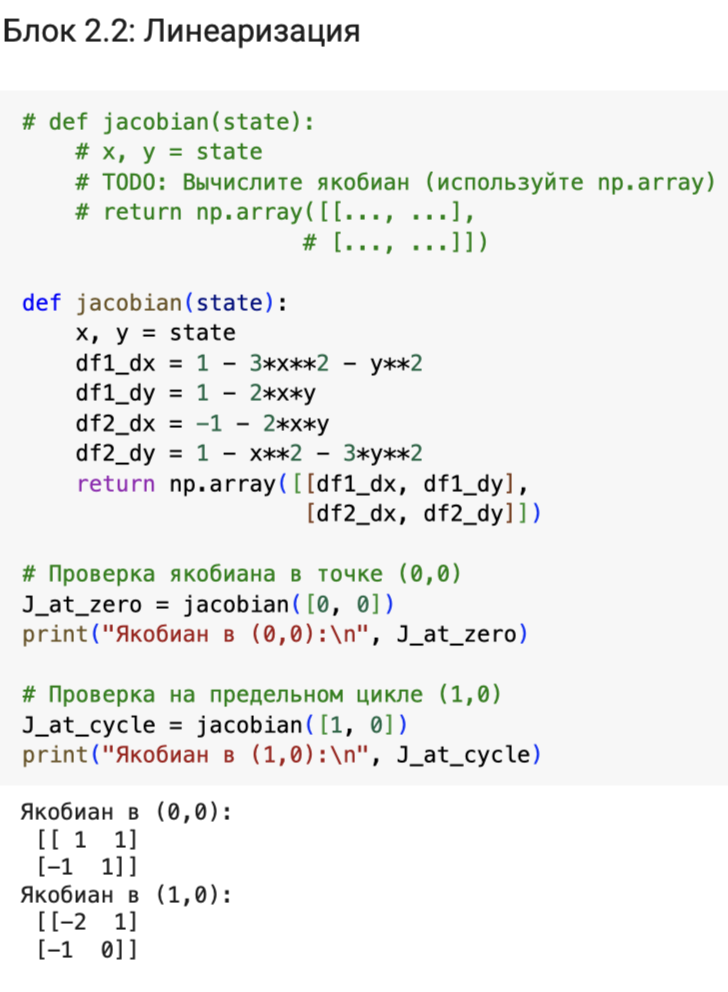 Блок 2.2: Линеаризация
# def jacobian(state):
    # x, y = state
    # TODO: Вычислите якобиан (используйте np.array)
    # return np.array([[..., ...],
                     # [..., ...]])
def jacobian(state):
    x, y = state
    df1_dx = 1 - 3*x**2 - y**2
    df1_dy = 1 - 2*x*y
    df2_dx = -1 - 2*x*y
    df2_dy = 1 - x**2 - 3*y**2
    return np.array([[df1_dx, df1_dy],
                     [df2_dx, df2_dy]])
# Проверка якобиана в точке (0,0)
J_at_zero = jacobian([0, 0])
print("Якобиан в (0,0):\n", J_at_zero)
# Проверка на предельном цикле (1,0)
J_at_cycle = jacobian([1, 0])
print("Якобиан в (1,0):\n", J_at_cycle)
Якобиан в (0,0):
 [[ 1  1]
 [-1  1]]
Якобиан в (1,0):
 [[-2  1]
 [-1  0]]